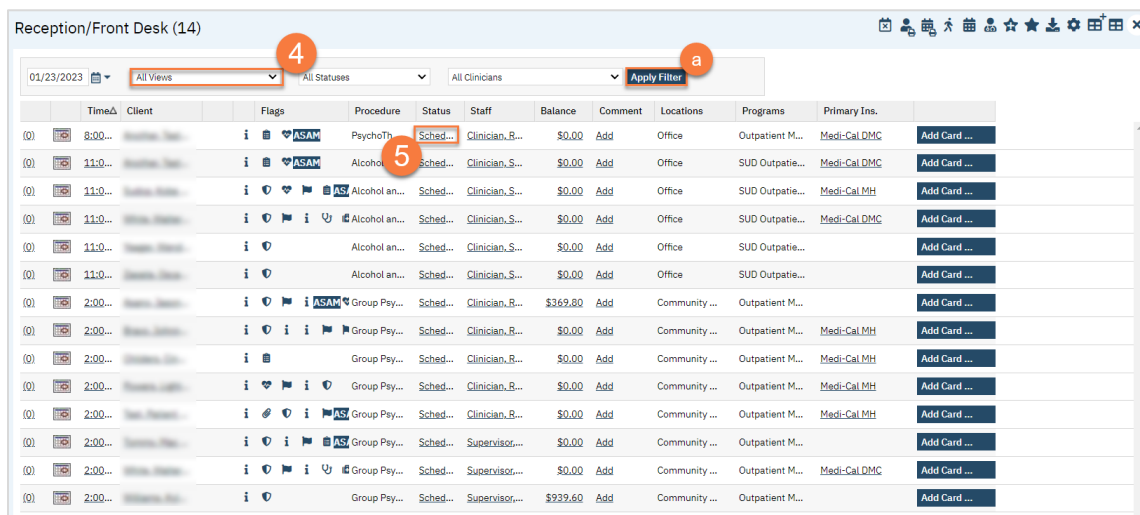 Reception/Front Desk (14)
4
a
01/23/2023 All Views All Statuses All Clinicians Apply Filter
Time Client Flags Procedure Status Staff Balance Comment Locations Programs Primary Ins.
(0) 8:00... i ASAM PsychoTh... Sched... Clinician, R... $0.00 Add Office Outpatient M... Medi-Cal DMC Add Card ...
5
(0) 11:0... i ASAM Alcohol Sched... Clinician, S... $0.00 Add Office SUD Outpatie... Medi-Cal DMC Add Card ...
(0) 11:0... i AS Alcohol an... Sched... Clinician, S... $0.00 Add Office SUD Outpatie... Medi-Cal MH Add Card ...
(0) 11:0... i i Alcohol an... Sched... Clinician, S... $0.00 Add Office SUD Outpatie... Medi-Cal DMC Add Card ...
(0) 11:0... i Alcohol an... Sched... Clinician, S... $0.00 Add Office SUD Outpatie... Add Card ...
(0) 11:0... i Alcohol an... Sched... Clinician, S... $0.00 Add Office SUD Outpatie... Add Card ...
(0) 2:00... i i ASAM Group Psy... Sched... Clinician, R... $369.80 Add Community ... Outpatient M... Add Card ...
(0) 2:00... i i i Group Psy... Sched... Clinician, R... $0.00 Add Community ... Outpatient M... Medi-Cal MH Add Card ...
(0) 2:00... i Group Psy... Sched... Clinician, R... $0.00 Add Community ... Outpatient M... Medi-Cal MH Add Card ...
(0) 2:00... i i Group Psy... Sched... Clinician, R... $0.00 Add Community ... Outpatient M... Medi-Cal MH Add Card ...
(0) 2:00... i i AS Group Psy... Sched... Clinician, R... $0.00 Add Community ... Outpatient M... Medi-Cal MH Add Card ...
(0) 2:00... i i AS Group Psy... Sched... Supervisor,... $0.00 Add Community ... Outpatient M... Add Card ...
(0) 2:00... i i Group Psy... Sched... Supervisor,... $0.00 Add Community ... Outpatient M... Medi-Cal DMC Add Card ...
(0) 2:00... i Group Psy... Sched... Supervisor,... $939.60 Add Community ... Outpatient M... Add Card ...